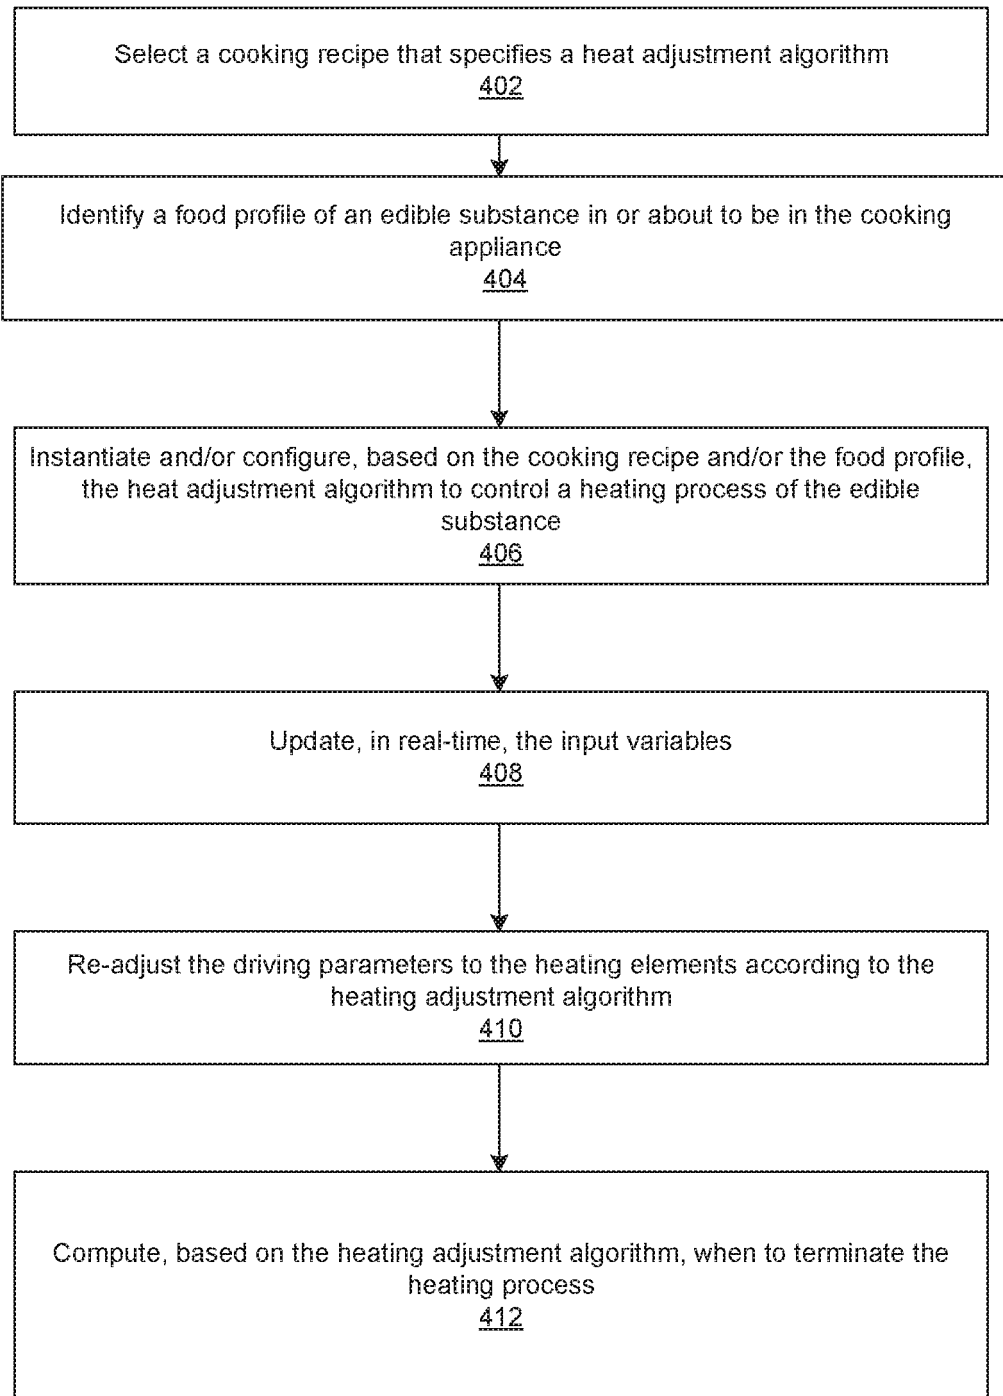 Select a cooking recipe that specifies a heat adjustment algorithm
402
Identify a food profile of an edible substance in or about to be in the cooking
appliance
404
Instantiate and/or configure, based on the cooking recipe and/or the food profile,
the heat adjustment algorithm to control a heating process of the edible
substance
406
Update, in real-time, the input variables
408
Re-adjust the driving parameters to the heating elements according to the
heating adjustment algorithm
410
Compute, based on the heating adjustment algorithm, when to terminate the
heating process
412